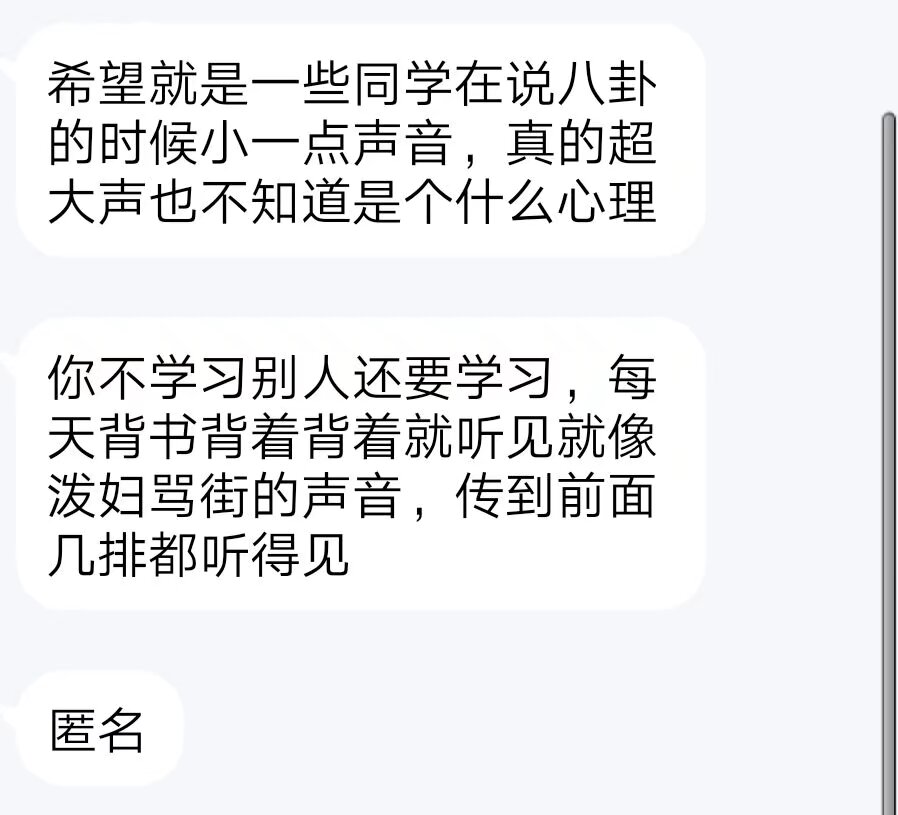 希望就是一些同学在说八卦
的时候小一点声音，真的超
大声也不知道是个什么心理
你不学习别人还要学习，每
天背书背着背着就听见就像
泼妇骂街的声音，传到前面
几排都听得见
匿名